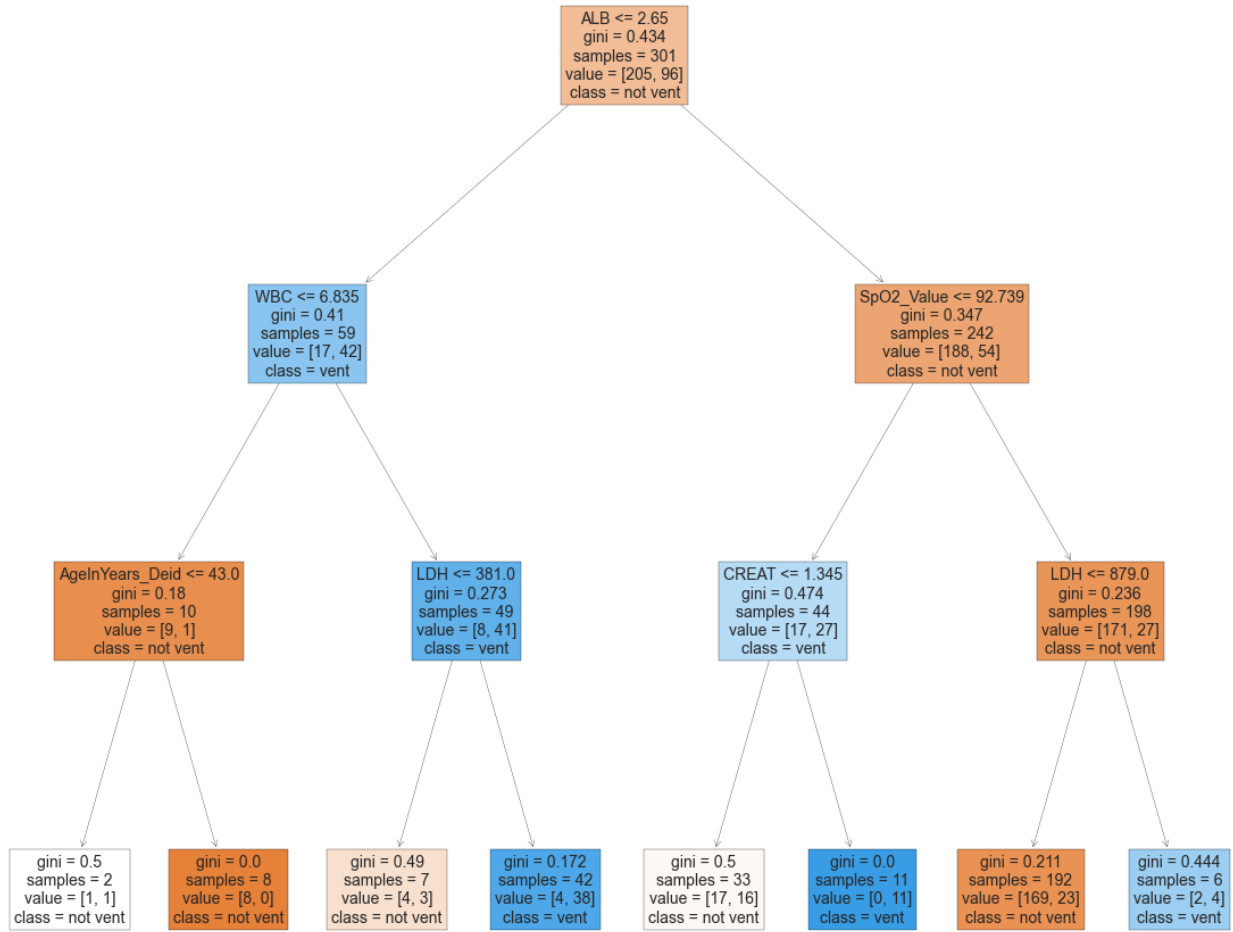 ALB <= 2.65
gini = 0.434
samples = 301
value = [205, 96]
class = not vent
WBC <= 6.835
gini = 0.41
samples = 59
value = [17, 42]
class = vent
SpO2_Value <= 92.739
gini = 0.347
samples = 242
value = [188, 54]
class = not vent
AgeInYears_Deid <= 43.0
gini = 0.18
samples = 10
value = [9, 1]
class = not vent
LDH <= 381.0
gini = 0.273
samples = 49
value = [8, 41]
class = vent
CREAT <= 1.345
gini = 0.474
samples = 44
value = [17, 27]
class = vent
LDH <= 879.0
gini = 0.236
samples = 198
value = [171, 27]
class = not vent
gini = 0.5
samples = 2
value = [1, 1]
class = not vent
gini = 0.0
samples = 8
value = [8, 0]
class = not vent
gini = 0.49
samples = 7
value = [4, 3]
class = not vent
gini = 0.172
samples = 42
value = [4, 38]
class = vent
gini = 0.5
samples = 33
value = [17, 16]
class = not vent
gini = 0.0
samples = 11
value = [0, 11]
class = vent
gini = 0.211
samples = 192
value = [169, 23]
class = not vent
gini = 0.444
samples = 6
value = [2, 4]
class = vent